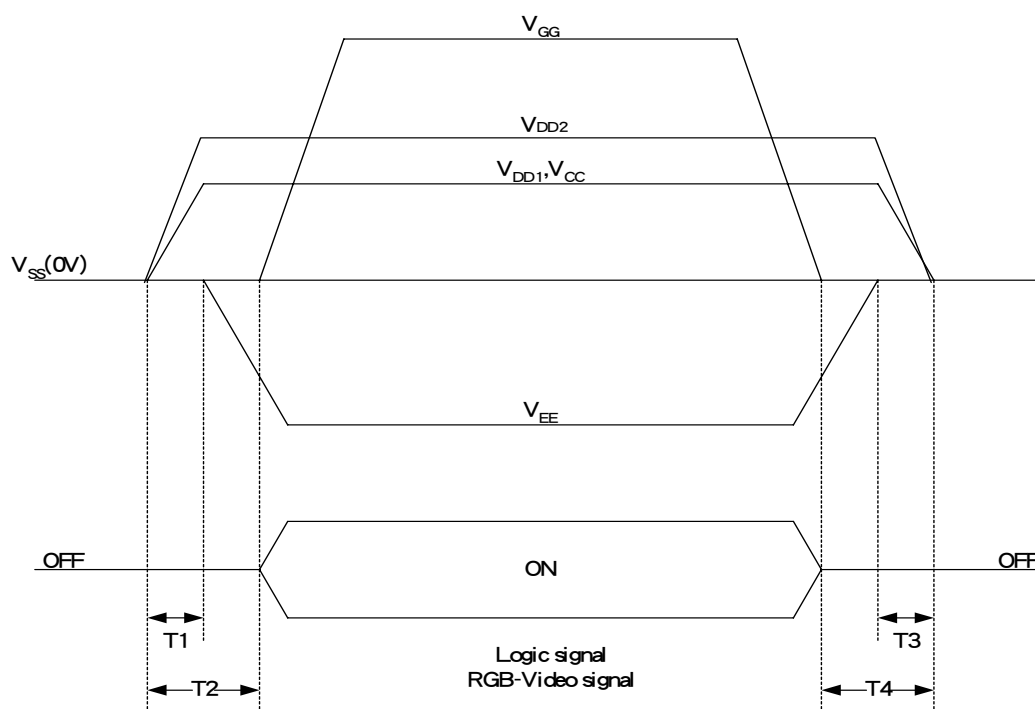 VGG
VDD2
VDD1,VCC
VSS(0V)
VEE
OFF
ON
OFF
T1
T3
Logic signal
RGB-Video signal
T2
T4